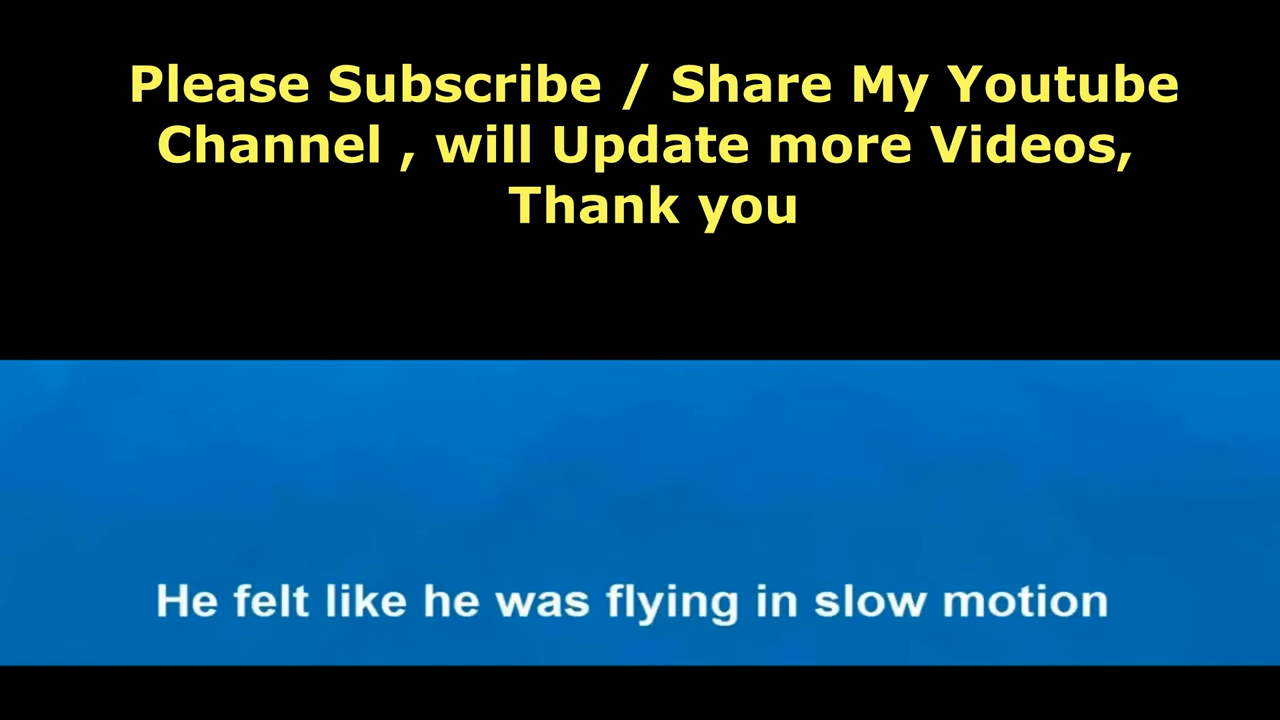 Please Subscribe / Share My Youtube
Channel , will Update more Videos,
Thank you
He felt like he was flying in slow motion